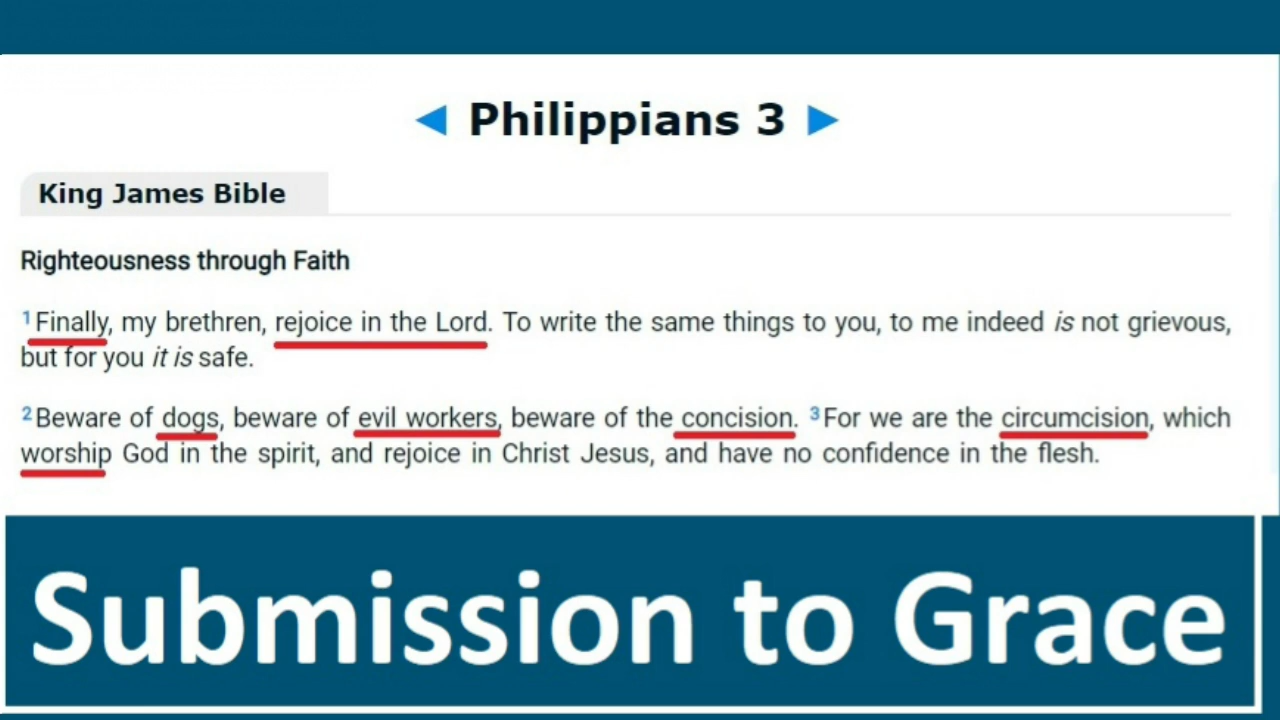 ◀ Philippians 3 ▶
King James Bible
Righteousness through Faith
1 Finally, my brethren, rejoice in the Lord. To write the same things to you, to me indeed is not grievous,
but for you it is safe.
2 Beware of dogs, beware of evil workers, beware of the concision. 3 For we are the circumcision, which
worship God in the spirit, and rejoice in Christ Jesus, and have no confidence in the flesh.
Submission to Grace